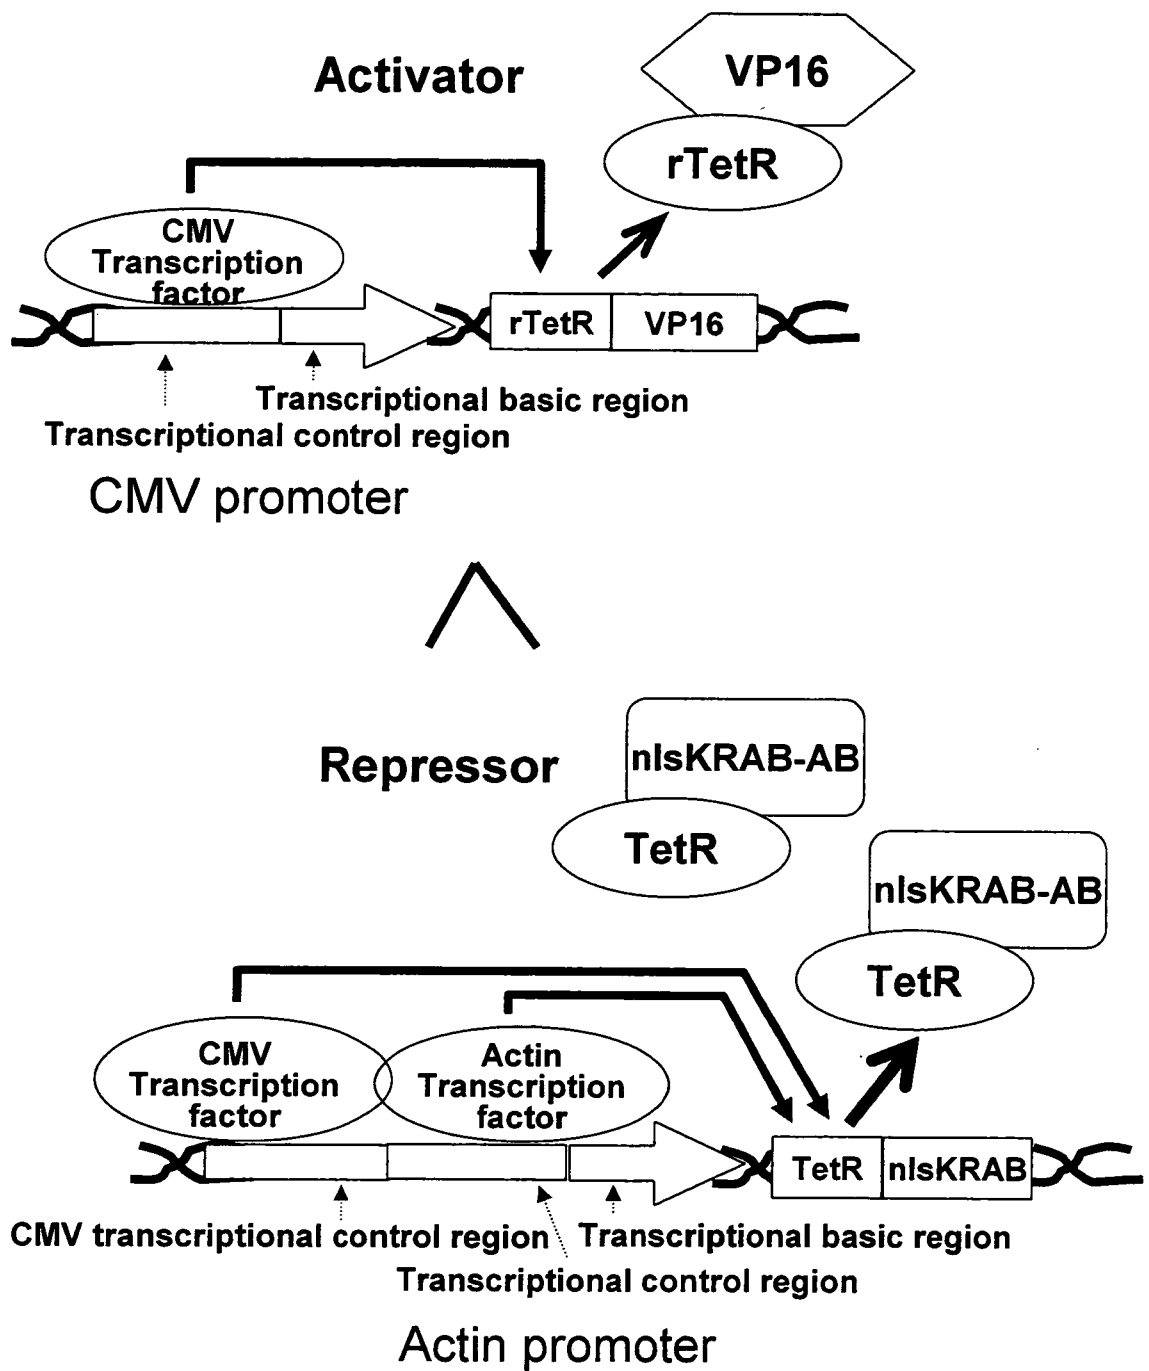 VP16
Activator
rTetR
CMV
Transcription
factor
rTetR VP16
Transcriptional basic region
Transcriptional control region
CMV promoter
nlsKRAB-AB
Repressor
TetR
nlsKRAB-AB
TetR
CMV
Transcription
factor
Actin
Transcription
factor
TetR nlsKRAB
CMV transcriptional control region Transcriptional basic region
Transcriptional control region
Actin promoter